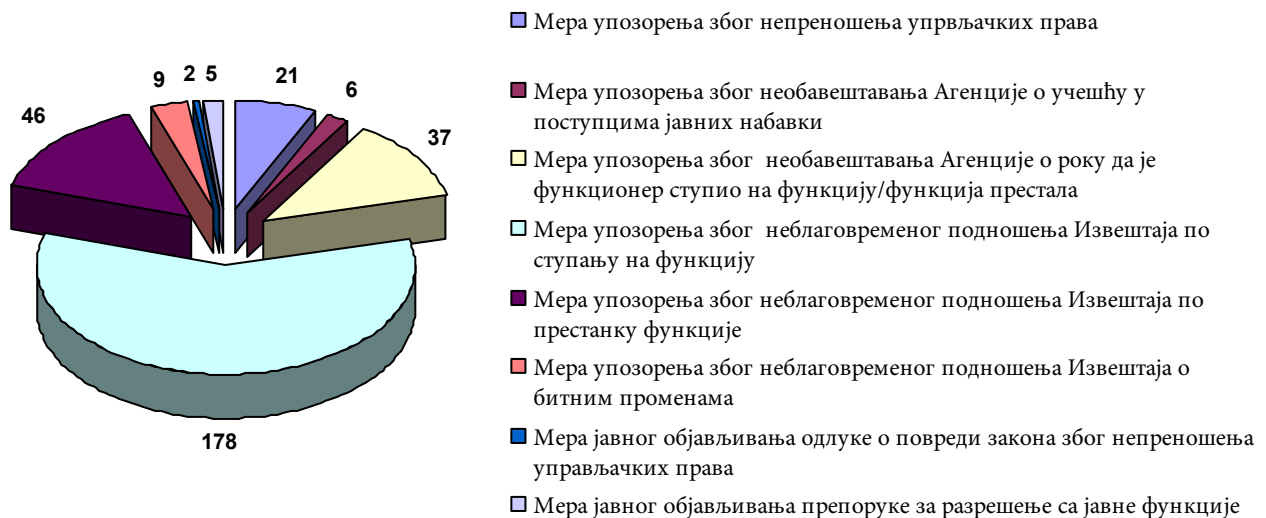 9
2
5
21
6
46
37
178
Мера упозорења због непреношења упрвљачких права
Мера упозорења због необавештавања Агенције о учешћу у
поступцима јавних набавки
Мера упозорења због необавештавања Агенције о року да је
функционер ступио на функцију/функција престала
Мера упозорења због неблаговременог подношења Извештаја по
ступању на функцију
Мера упозорења због неблаговременог подношења Извештаја по
престанку функције
Мера упозорења због неблаговременог подношења Извештаја о
битним променама
Мера јавног објављивања одлуке о повреди закона због непреношења
управљачких права
Мера јавног објављивања препоруке за разрешење са јавне функције